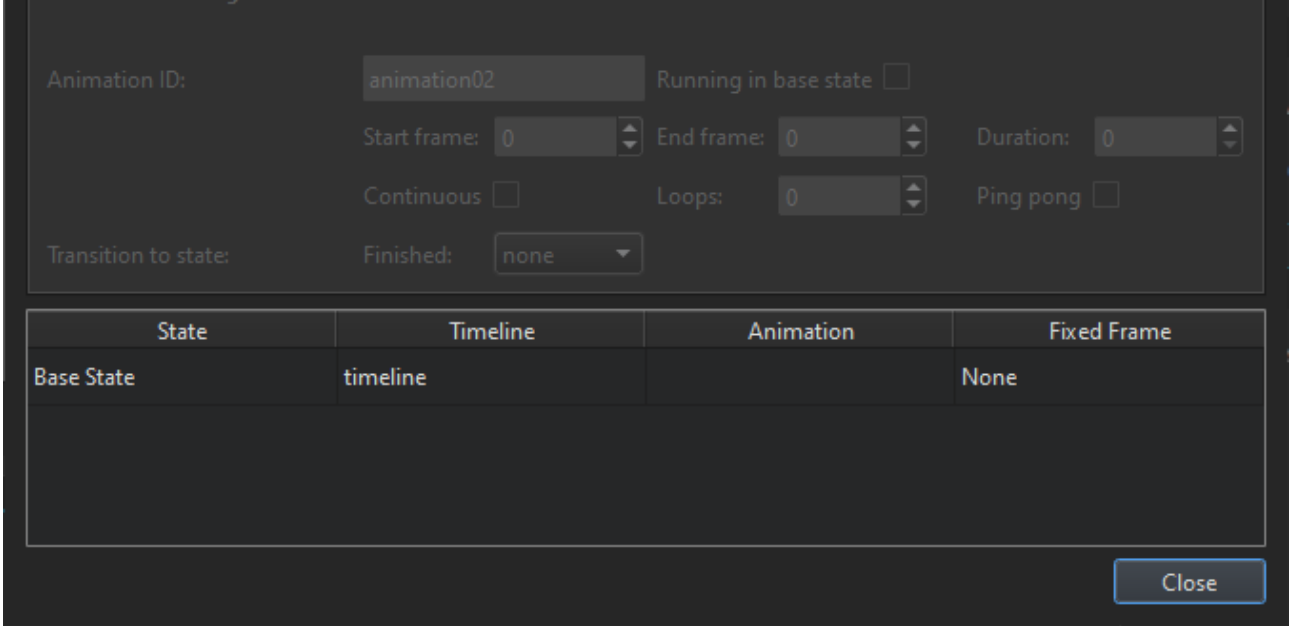 Animation ID: animation02 Running in base state
Start frame: 0 End frame: 0 Duration: 0
Continuous Loops: 0 Ping pong
Transition to state: Finished: none
State Timeline Animation Fixed Frame
Base State timeline None
Close